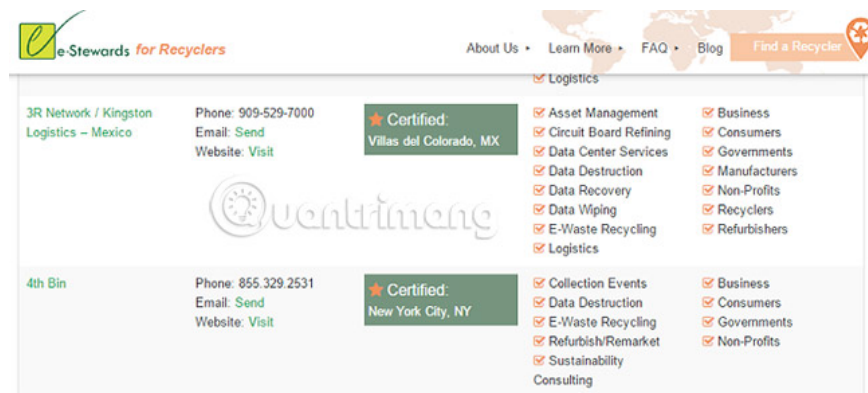 e-Stewards for Recyclers
About Us
Learn More
FAQ
Blog
Find a Recycler
Logistics
3R Network / Kingston
Logistics – Mexico
Phone: 909-529-7000
Email: Send
Website: Visit
Certified:
Villas del Colorado, MX
Asset Management
Circuit Board Refining
Data Center Services
Data Destruction
Data Recovery
Data Wiping
E-Waste Recycling
Logistics
Business
Consumers
Governments
Manufacturers
Non-Profits
Recyclers
Refurbishers
Quantrimang
4th Bin
Phone: 855.329.2531
Email: Send
Website: Visit
Certified:
New York City, NY
Collection Events
Data Destruction
E-Waste Recycling
Refurbish/Remarket
Sustainability
Consulting
Business
Consumers
Governments
Non-Profits